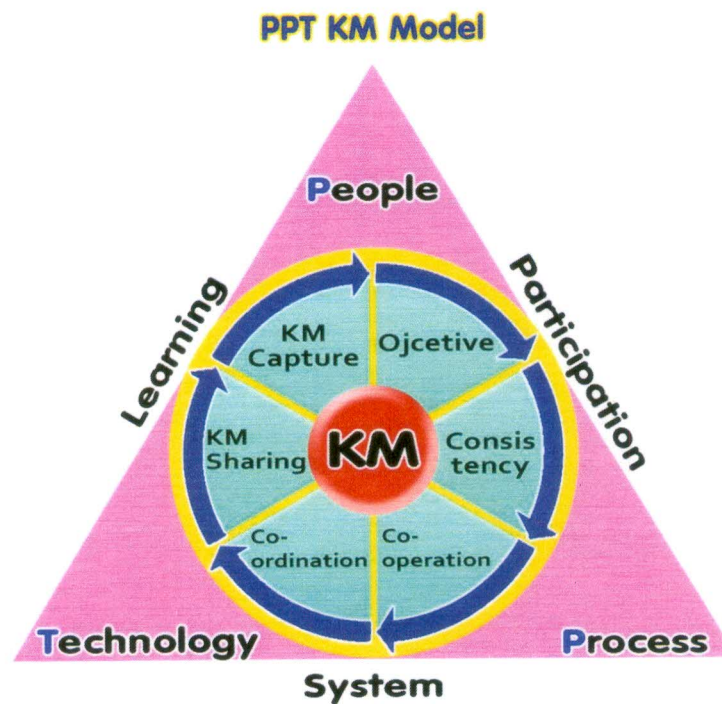 PPT KM Model
People
Learning
Participation
KM
Capture
Ojcetive
KM
Sharing
KM
Consis
tency
Co-
ordination
Co-
operation
Technology
Process
System